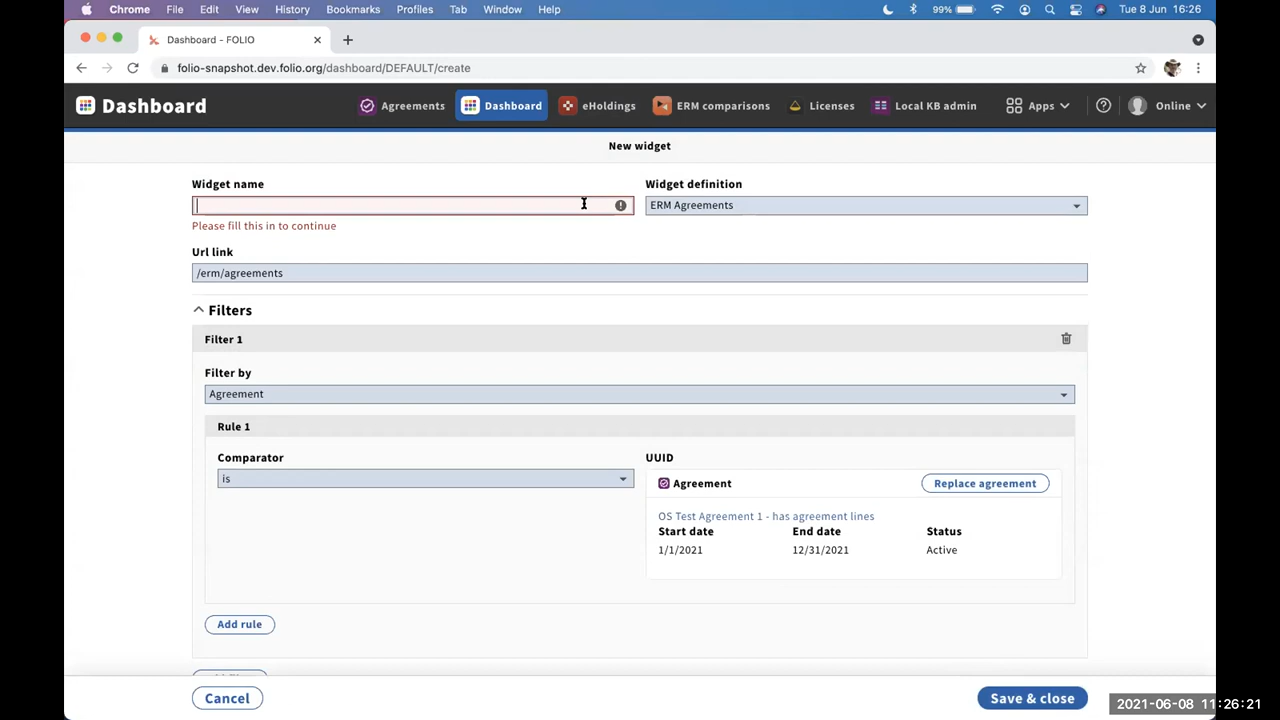 Chrome File Edit View History Bookmarks Profiles Tab Window Help 99% Tue 8 Jun 16:26
Dashboard - FOLIO
folio-snapshot.dev.folio.org/dashboard/DEFAULT/create
Dashboard Agreements Dashboard eHoldings ERM comparisons Licenses Local KB admin Apps Online
New widget
Widget name Widget definition
ERM Agreements
Please fill this in to continue
Url link
/erm/agreements
Filters
Filter 1
Filter by
Agreement
Rule 1
Comparator UUID
is Agreement Replace agreement
OS Test Agreement 1 - has agreement lines
Start date End date Status
1/1/2021 12/31/2021 Active
Add rule
Cancel Save & close
2021-06-08 11:26:21